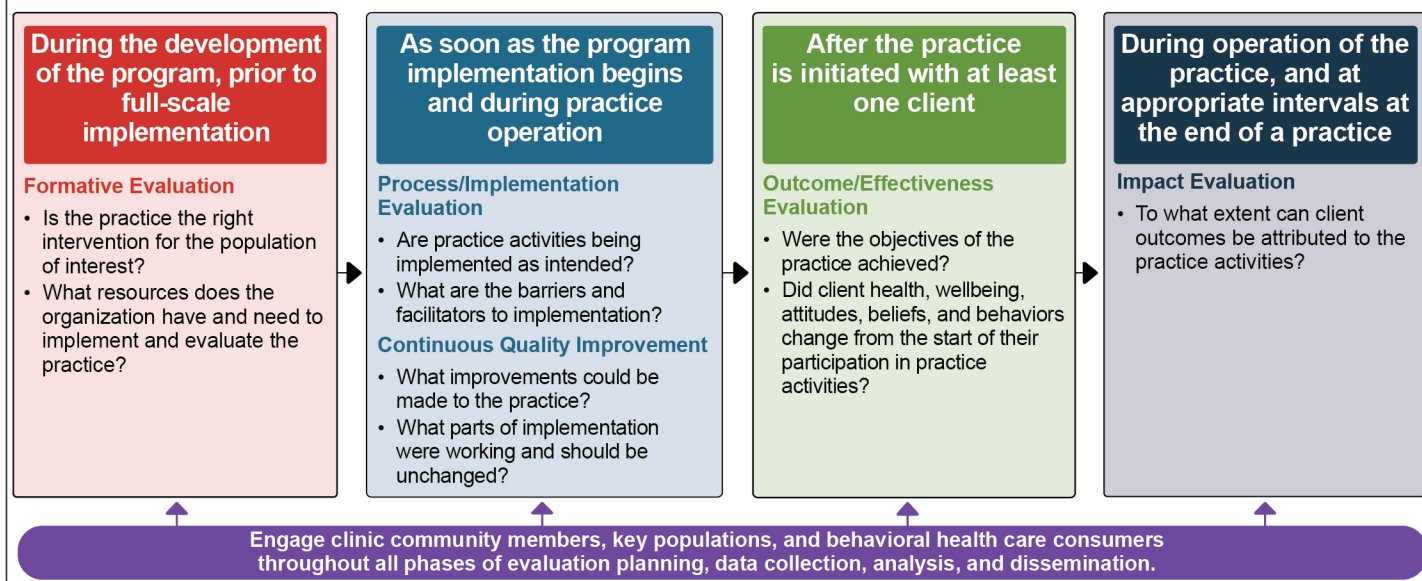 During the development
of the program, prior to
full-scale
implementation
Formative Evaluation
• Is the practice the right
intervention for the population
of interest?
• What resources does the
organization have and need to
implement and evaluate the
practice?
As soon as the program
implementation begins
and during practice
operation
Process/Implementation
Evaluation
• Are practice activities being
implemented as intended?
• What are the barriers and
facilitators to implementation?
Continuous Quality Improvement
• What improvements could be
made to the practice?
• What parts of implementation
were working and should be
unchanged?
After the practice
is initiated with at least
one client
Outcome/Effectiveness
Evaluation
• Were the objectives of the
practice achieved?
• Did client health, wellbeing,
attitudes, beliefs, and behaviors
change from the start of their
participation in practice
activities?
During operation of the
practice, and at
appropriate intervals at
the end of a practice
Impact Evaluation
• To what extent can client
outcomes be attributed to the
practice activities?
Engage clinic community members, key populations, and behavioral health care consumers
throughout all phases of evaluation planning, data collection, analysis, and dissemination.